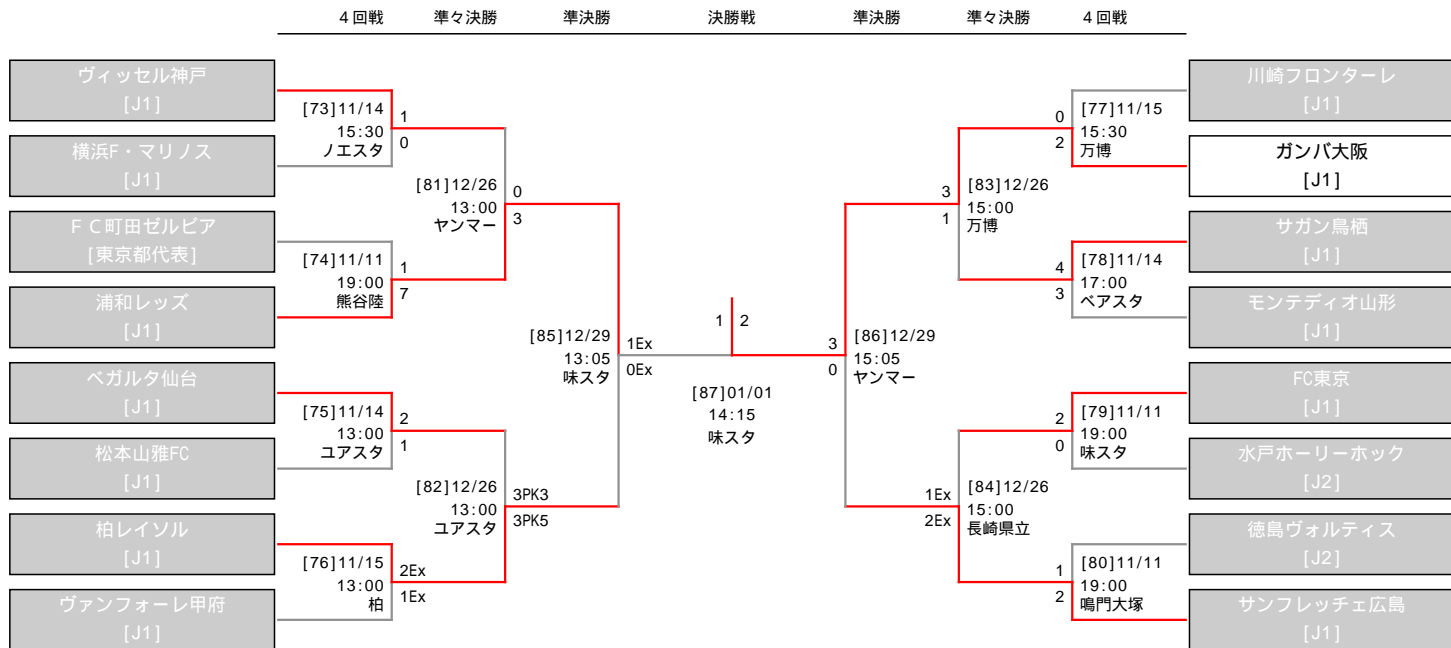 ４回戦
準々決勝
準決勝
決勝戦
準決勝
準々決勝
４回戦
ヴィッセル神戸
[J1]
横浜F・マリノス
[J1]
ＦＣ町田ゼルビア
[東京都代表]
浦和レッズ
[J1]
ベガルタ仙台
[J1]
松本山雅FC
[J1]
柏レイソル
[J1]
ヴァンフォーレ甲府
[J1]
[73]11/14
15:30
ノエスタ
1
0
[74]11/11
19:00
熊谷陸
1
7
[75]11/14
13:00
ユアスタ
2
1
[76]11/15
13:00
柏
2Ex
1Ex
[81]12/26
13:00
ヤンマー
0
3
[82]12/26
13:00
ユアスタ
3PK3
3PK5
[85]12/29
13:05
味スタ
1Ex
0Ex
1 2
[87]01/01
14:15
味スタ
3
0
[86]12/29
15:05
ヤンマー
3
1
[83]12/26
15:00
万博
1Ex
2Ex
[84]12/26
15:00
長崎県立
0
2
[77]11/15
15:30
万博
4
3
[78]11/14
17:00
ベアスタ
2
0
[79]11/11
19:00
味スタ
1
2
[80]11/11
19:00
鳴門大塚
川崎フロンターレ
[J1]
ガンバ大阪
[J1]
サガン鳥栖
[J1]
モンテディオ山形
[J1]
FC東京
[J1]
水戸ホーリーホック
[J2]
徳島ヴォルティス
[J2]
サンフレッチェ広島
[J1]